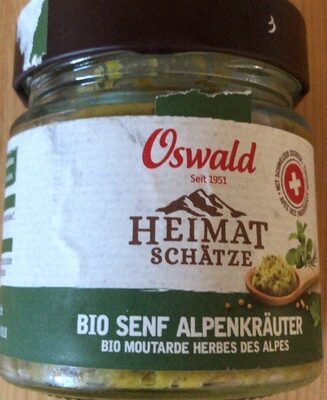 Oswald
Seit 1951
HEIMAT
SCHÄTZE
BIO SENF ALPENKRÄUTER
BIO MOUTARDE HERBES DES ALPES